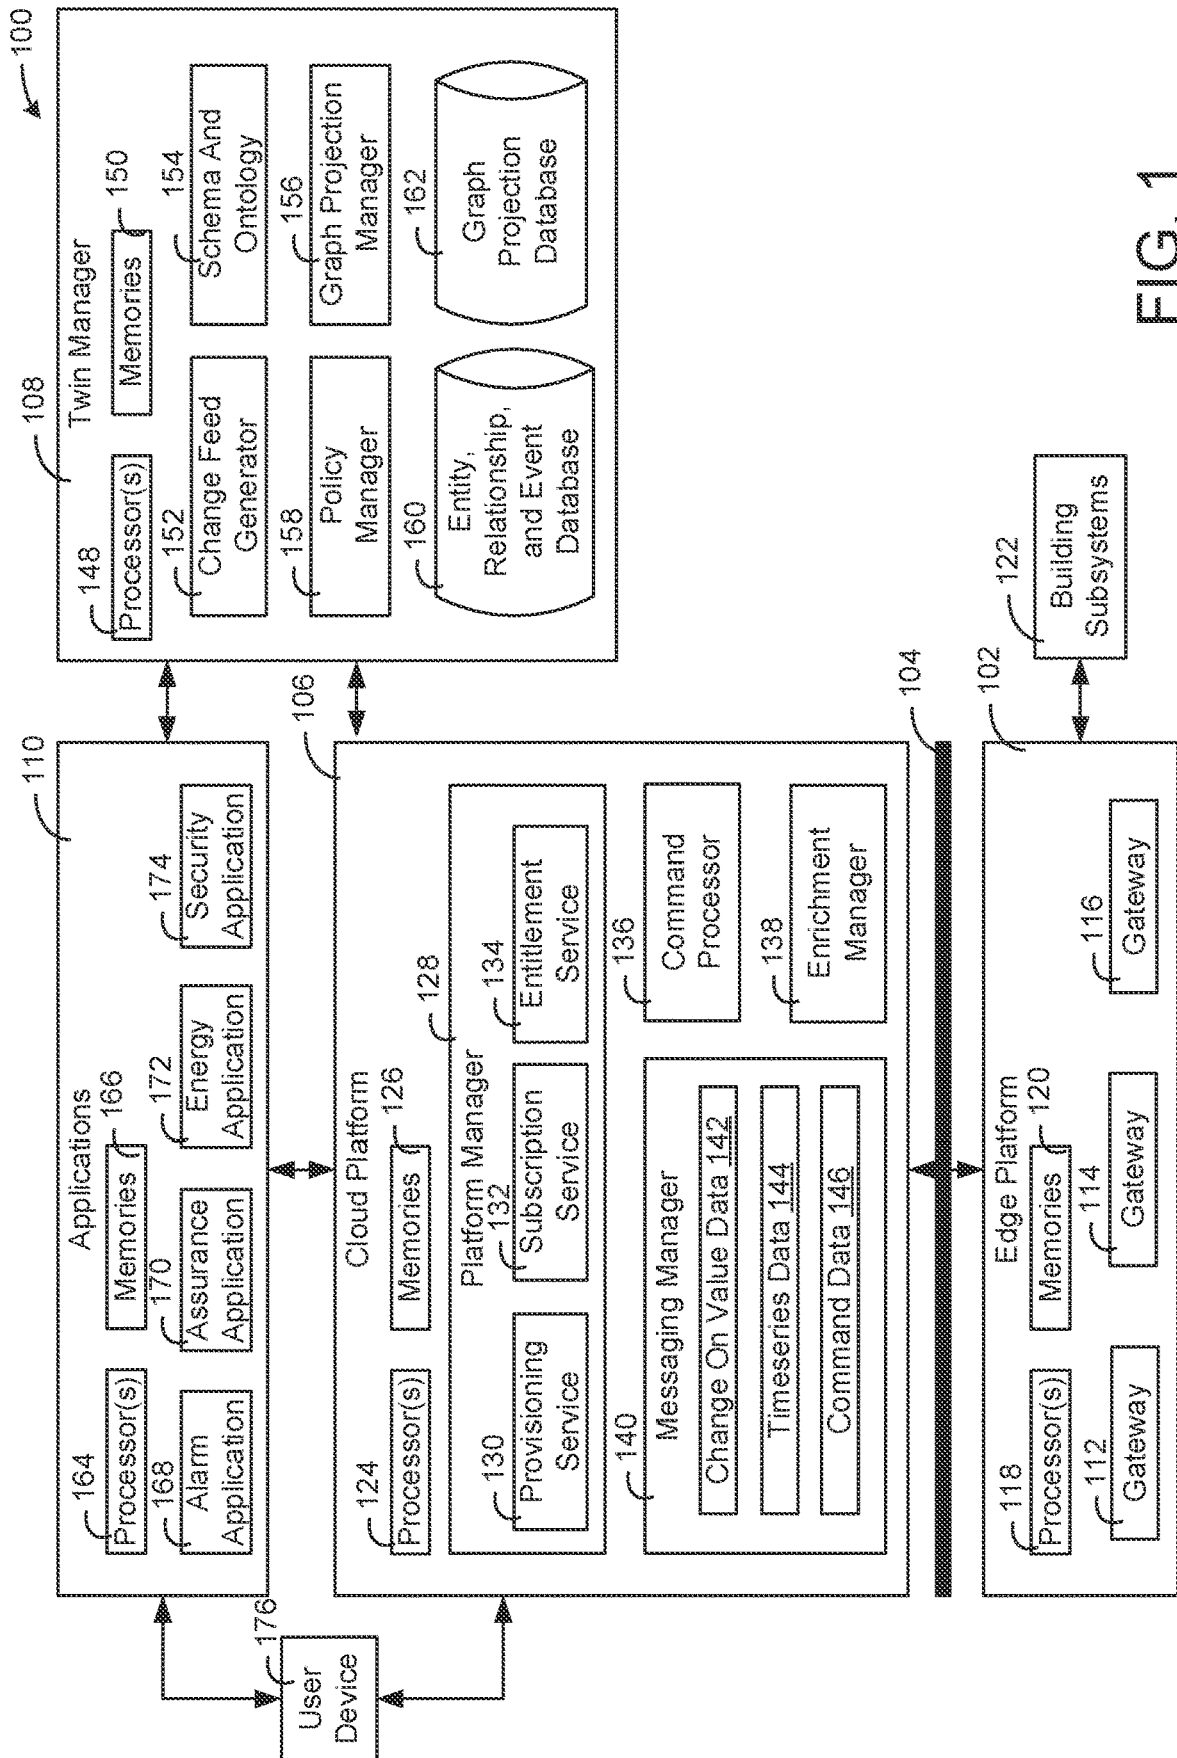 100
110
Applications
164
Processor(s)
Memories
166
168
Alarm
Application
170
Assurance
Application
172
Energy
Application
174
Security
Application
176
User
Device
106
Cloud Platform
124
Processor(s)
Memories
126
Platform Manager
128
130
Provisioning
Service
132
Subscription
Service
134
Entitlement
Service
140
Messaging Manager
Change On Value Data 142
Timeseries Data 144
Command Data 146
136
Command
Processor
138
Enrichment
Manager
104
102
Edge Platform
118
Processor(s)
Memories
120
112
Gateway
114
Gateway
116
Gateway
122
Building
Subsystems
108
Twin Manager
148
Processor(s)
Memories
150
152
Change Feed
Generator
154
Schema And
Ontology
158
Policy
Manager
156
Graph Projection
Manager
160
Entity,
Relationship,
and Event
Database
162
Graph
Projection
Database
FIG. 1